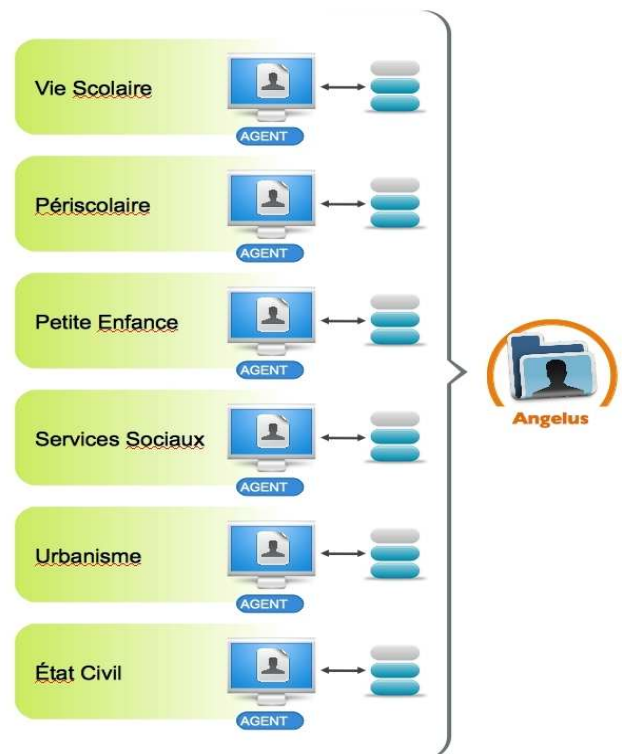 Vie Scolaire
AGENT
Périscolaire
AGENT
Petite Enfance
AGENT
Services Sociaux
AGENT
Urbanisme
AGENT
État Civil
AGENT
Angelus